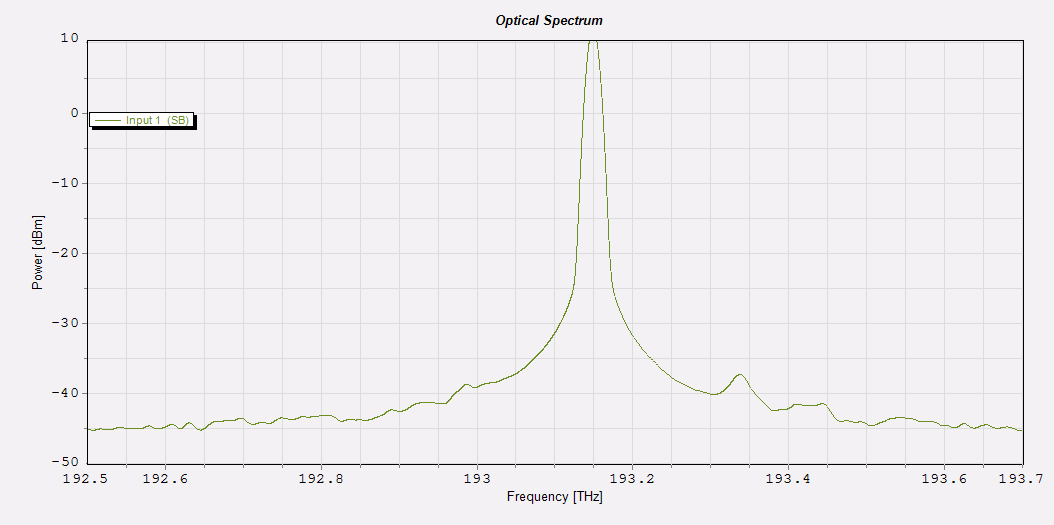 Optical Spectrum
10
0
-10
-20
-30
-40
-50
Power [dBm]
Input 1 (SB)
192.5 192.6 192.8 193 193.2 193.4 193.6 193.7
Frequency [THz]